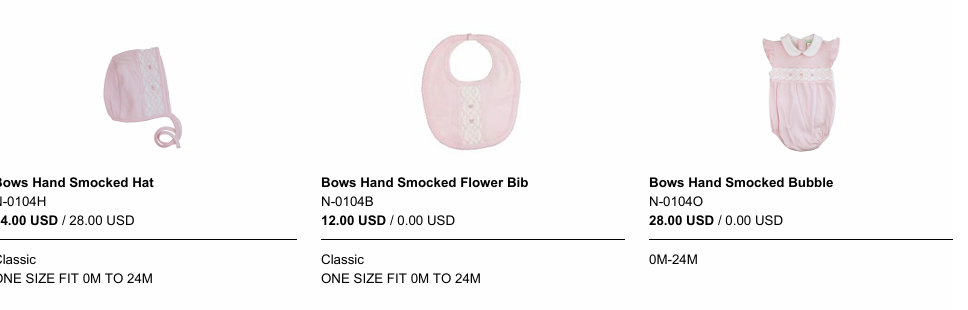 Bows Hand Smocked Hat
N-0104H
4.00 USD / 28.00 USD
Classic
ONE SIZE FIT 0M TO 24M
Bows Hand Smocked Flower Bib
N-0104B
12.00 USD / 0.00 USD
Classic
ONE SIZE FIT 0M TO 24M
Bows Hand Smocked Bubble
N-0104O
28.00 USD / 0.00 USD
0M-24M